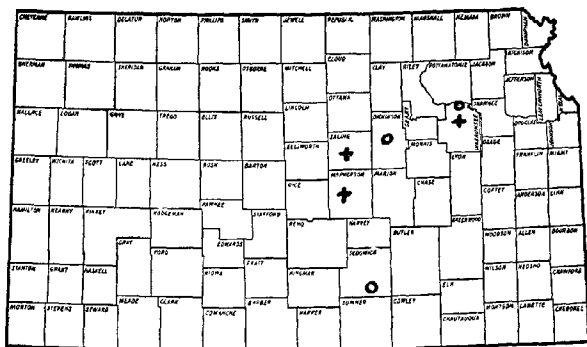 CHEYENNE RAWLINS DECATUR NORTON PHILLIPS SMITH JEWELL REPUBLIC WASHINGTON MARSHALL NEMAHA BROWN
CLOUD ATCHISON
SHERMAN THOMAS SHERIDAN GRAHAM ROOKS OSBORNE MITCHELL CLAY RILEY POTTAWATOMIE JACKSON JEFFERSON LEAVENWORTH
OTTAWA
LINCOLN DICKINSON GEARY SHAWNEE
WALLACE LOGAN GOVE TREGO ELLIS RUSSELL DOUGLAS
SALINE WABAUNSEE
ELLSWORTH MORRIS OSAGE
GREELEY WICHITA SCOTT LANE NESS RUSH BARTON MCPHERSON MARION LYON FRANKLIN MIAMI
RICE CHASE
PAWNEE COFFEY ANDERSON LINN
HAMILTON KEARNY FINNEY HODGEMAN STAFFORD RENO HARVEY GREENWOOD
GRAY EDWARDS BUTLER WOODSON ALLEN BOURBON
FORD SEDGWICK
PRATT
STANTON GRANT HASKELL KIOWA KINGMAN ELK WILSON NEOSHO
MORTON STEVENS SEWARD MEADE CLARK BARBER SUMNER COWLEY MONTGOM LABETTE CHEROKEE
COMANCHE HARPER CHAUTAUQUA